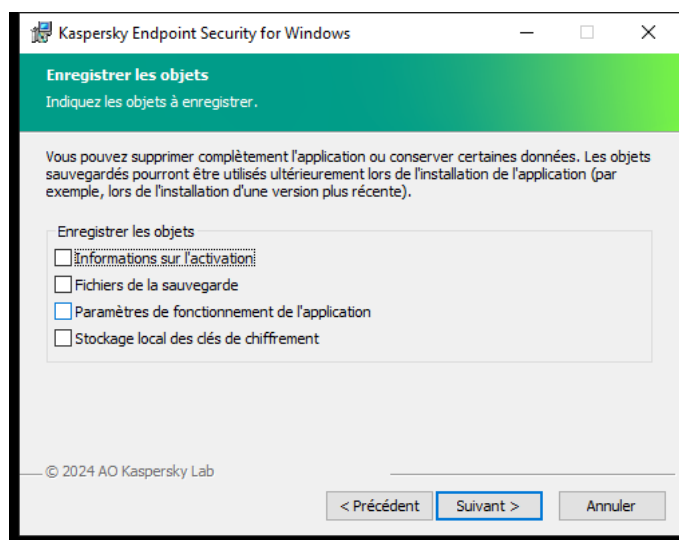 Kaspersky Endpoint Security for Windows
Enregistrer les objets
Indiquez les objets à enregistrer.
Vous pouvez supprimer complètement l'application ou conserver certaines données. Les objets
sauvegardés pourront être utilisés ultérieurement lors de l'installation de l'application (par
exemple, lors de l'installation d'une version plus récente).
Enregistrer les objets
Informations sur l'activation
Fichiers de la sauvegarde
Paramètres de fonctionnement de l'application
Stockage local des clés de chiffrement
© 2024 AO Kaspersky Lab
< Précédent Suivant > Annuler